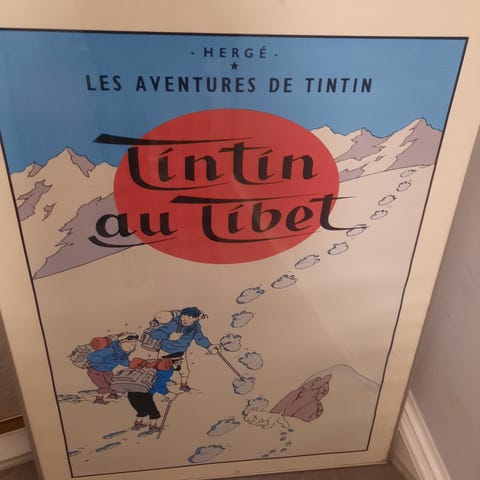 - HERGÉ -
LES AVENTURES DE TINTIN
Tintin
au Tibet